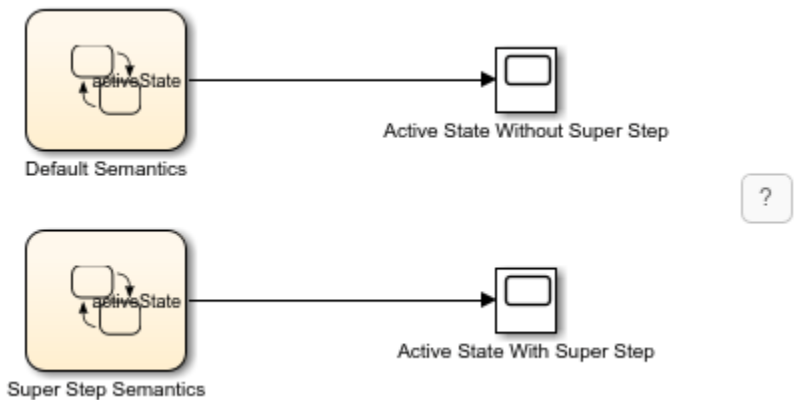 activeState
Active State Without Super Step
Default Semantics
?
activeState
Active State With Super Step
Super Step Semantics